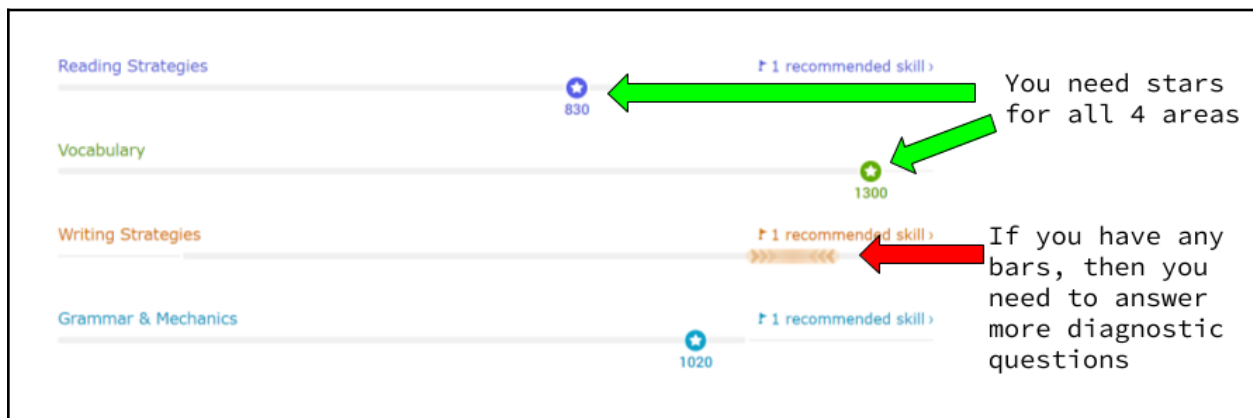 Reading Strategies
1 recommended skill ›
830
Vocabulary
1300
Writing Strategies
1 recommended skill ›
Grammar & Mechanics
1 recommended skill ›
1020
You need stars
for all 4 areas
If you have any
bars, then you
need to answer
more diagnostic
questions